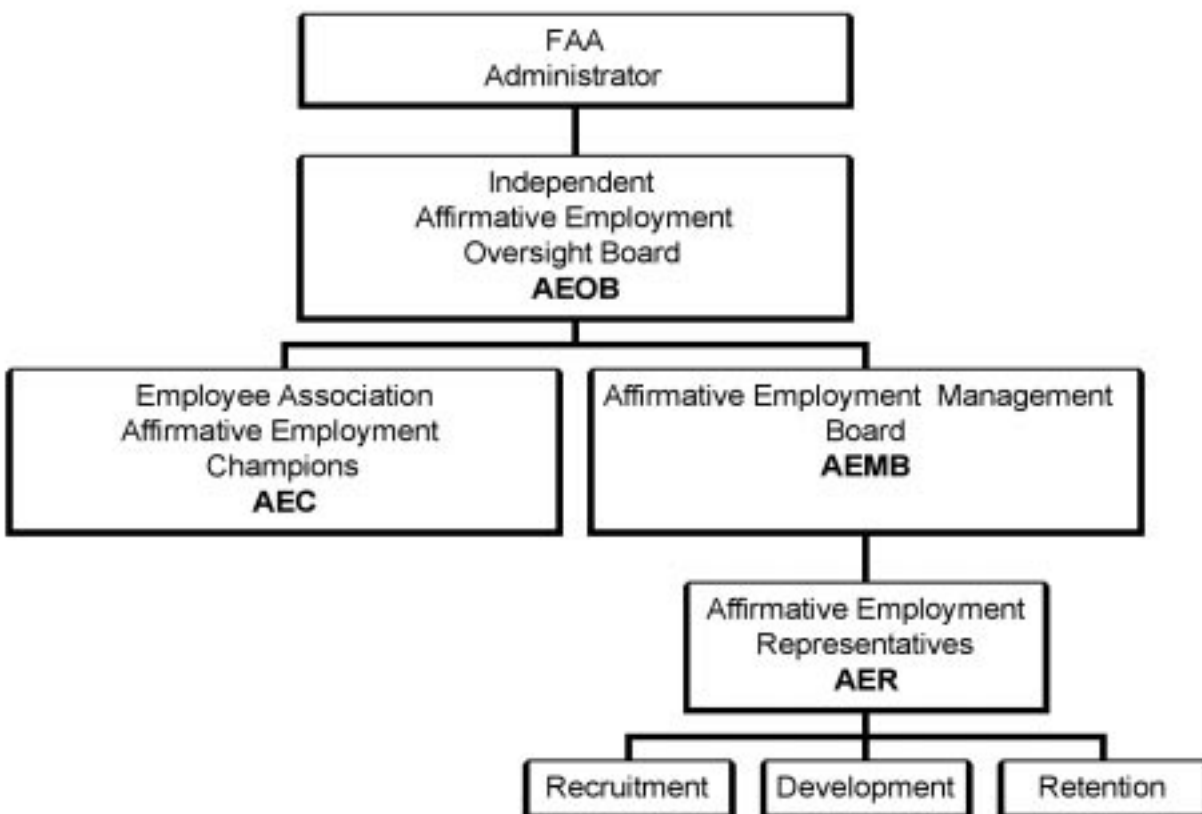 FAA
Administrator
Independent
Affirmative Employment
Oversight Board
AEOB
Employee Association
Affirmative Employment
Champions
AEC
Affirmative Employment Management
Board
AEMB
Affirmative Employment
Representatives
AER
Recruitment
Development
Retention